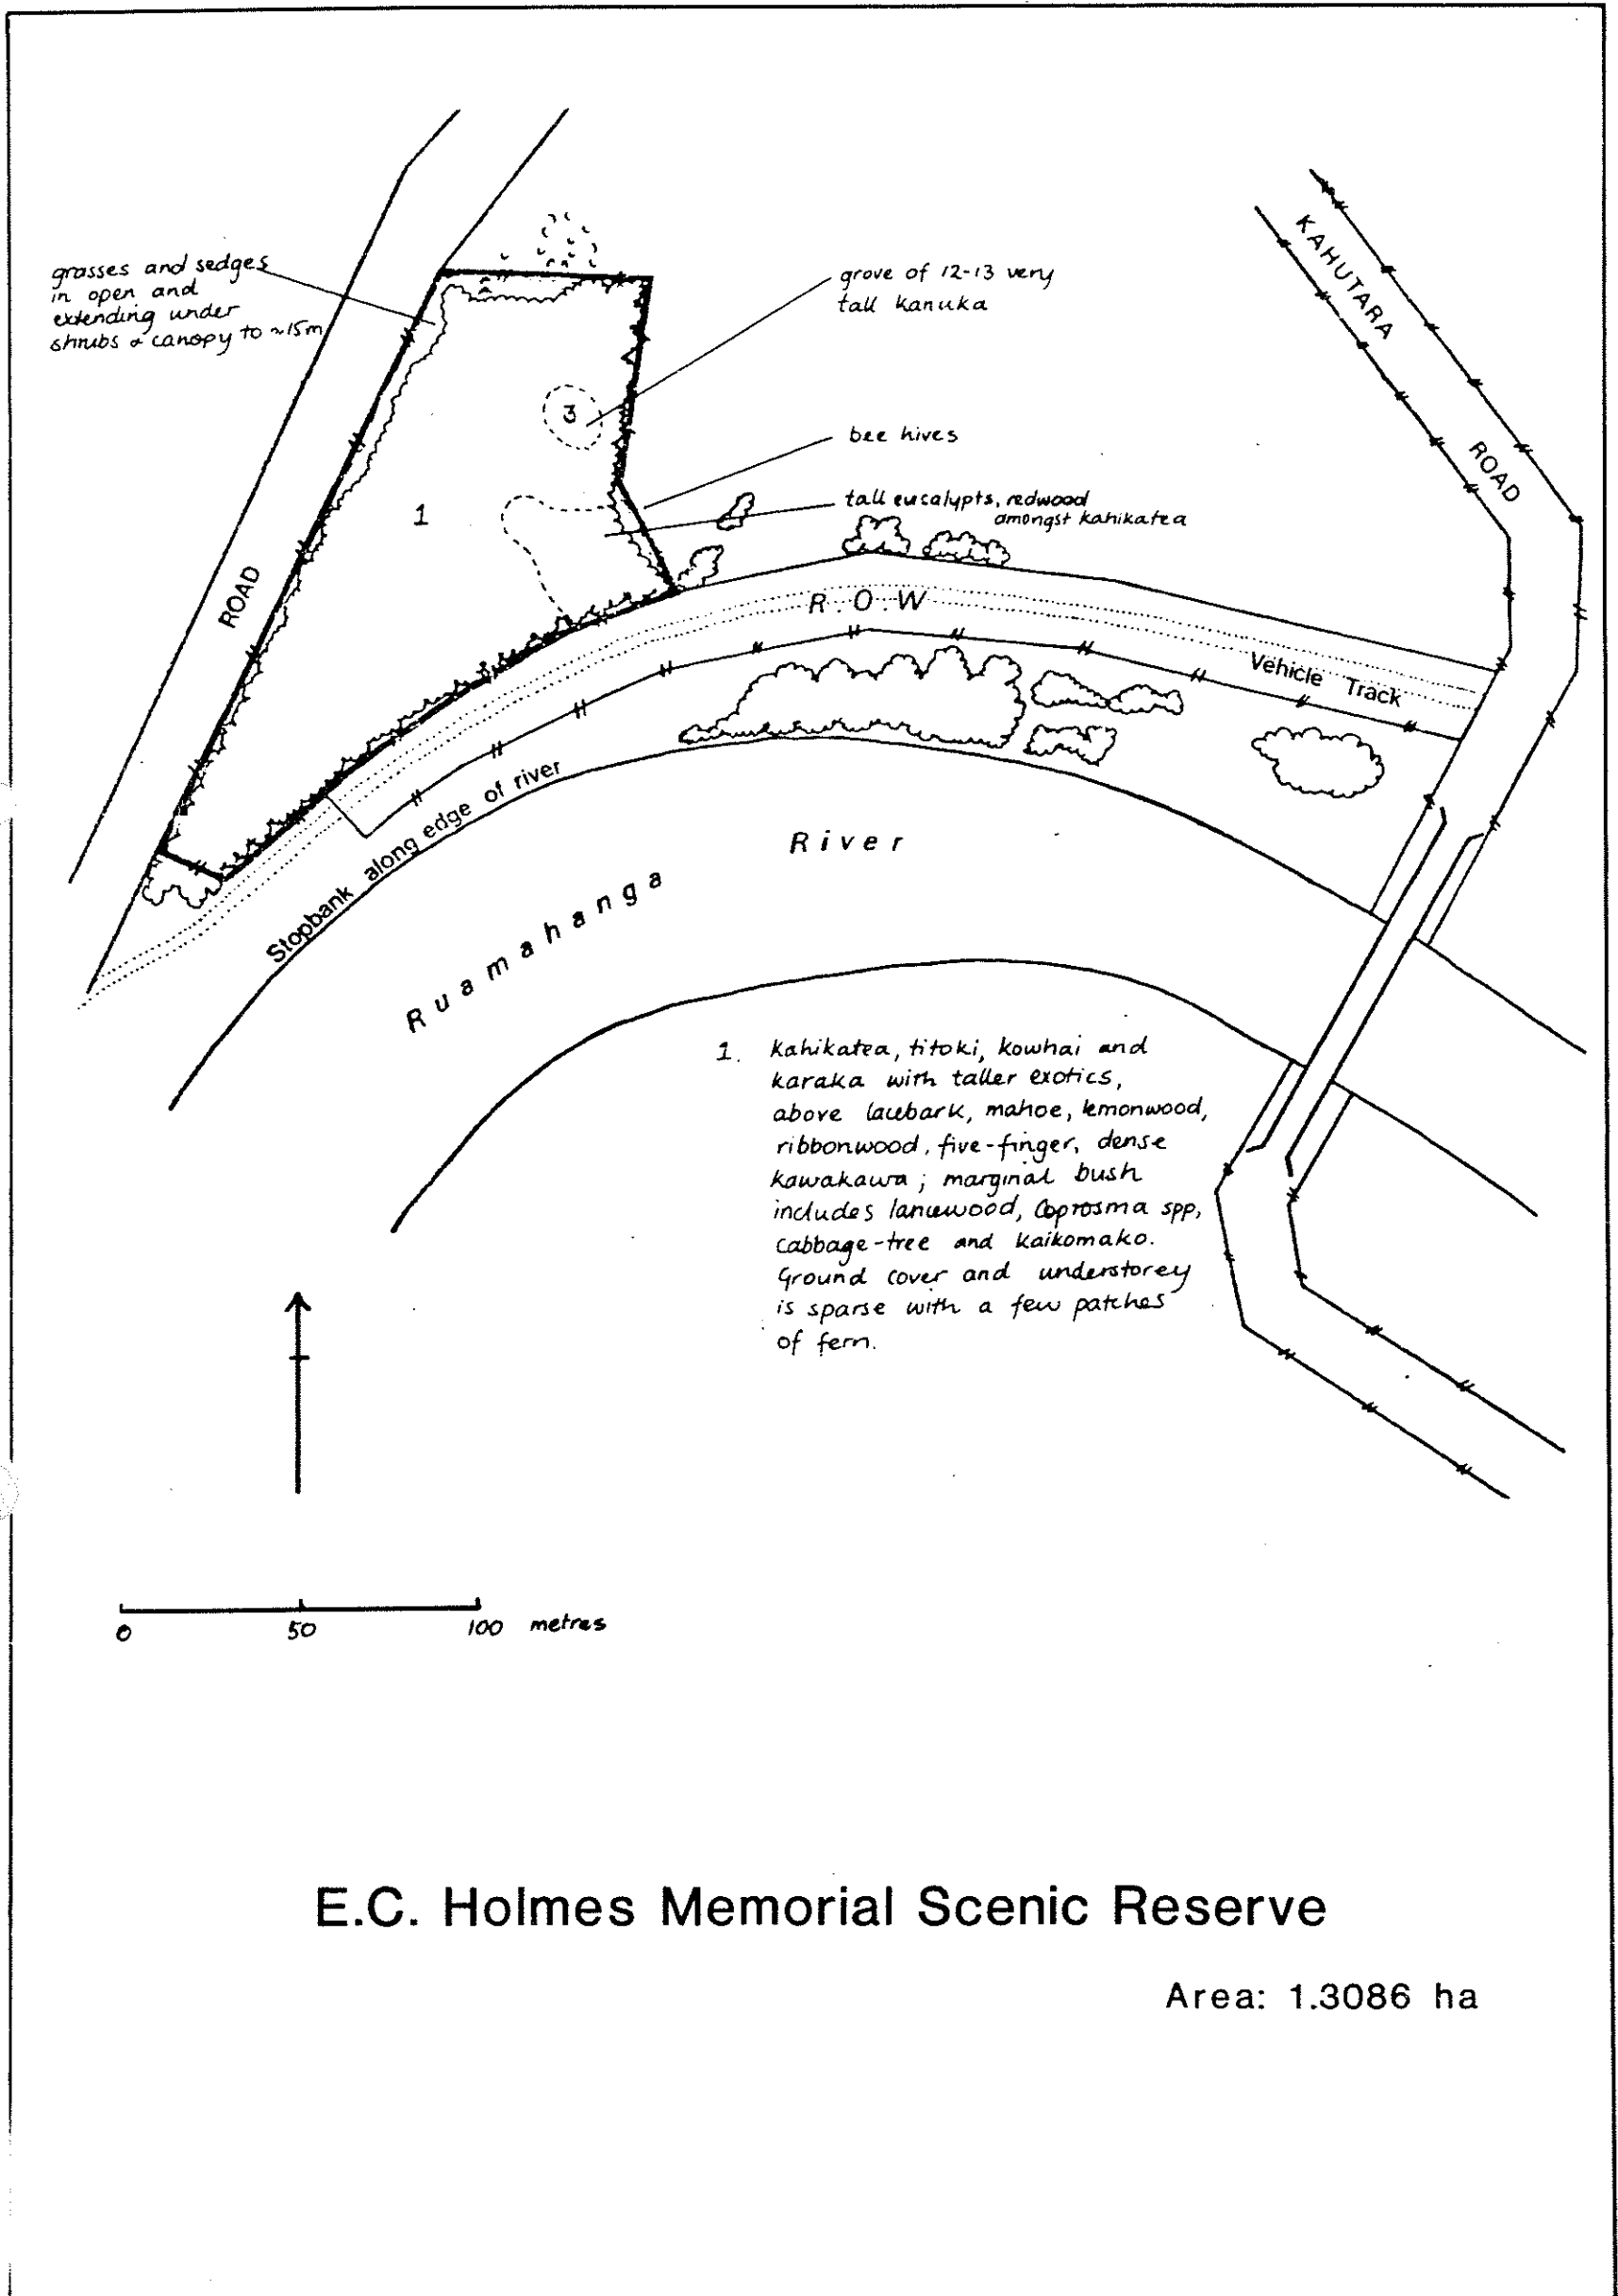 grasses and sedges
in open and
extending under
shrubs & canopy to ~15m
grove of 12-13 very
tall kanuka
bee hives
tall eucalypts, redwood
amongst kahikatea
3
1
ROAD
KAHUTARA
ROAD
R.O.W
Vehicle Track
Stopbank along edge of river
Ruamahanga
River
1. Kahikatea, titoki, kowhai and
karaka with taller exotics,
above lacebark, mahoe, lemonwood,
ribbonwood, five-finger, dense
kawakawa; marginal bush
includes lancewood, Coprosma spp,
cabbage-tree and kaikomako.
Ground cover and understorey
is sparse with a few patches
of fern.
0 50 100 metres
E.C. Holmes Memorial Scenic Reserve
Area: 1.3086 ha